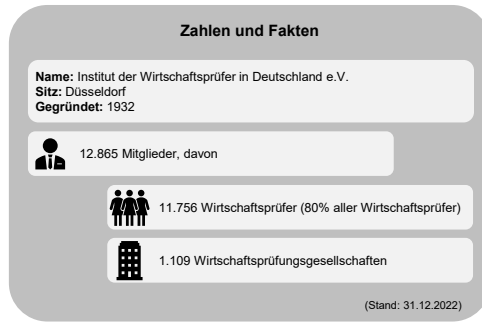 Zahlen und Fakten
Name: Institut der Wirtschaftsprüfer in Deutschland e.V.
Sitz: Düsseldorf
Gegründet: 1932
12.865 Mitglieder, davon
11.756 Wirtschaftsprüfer (80% aller Wirtschaftsprüfer)
1.109 Wirtschaftsprüfungsgesellschaften
(Stand: 31.12.2022)